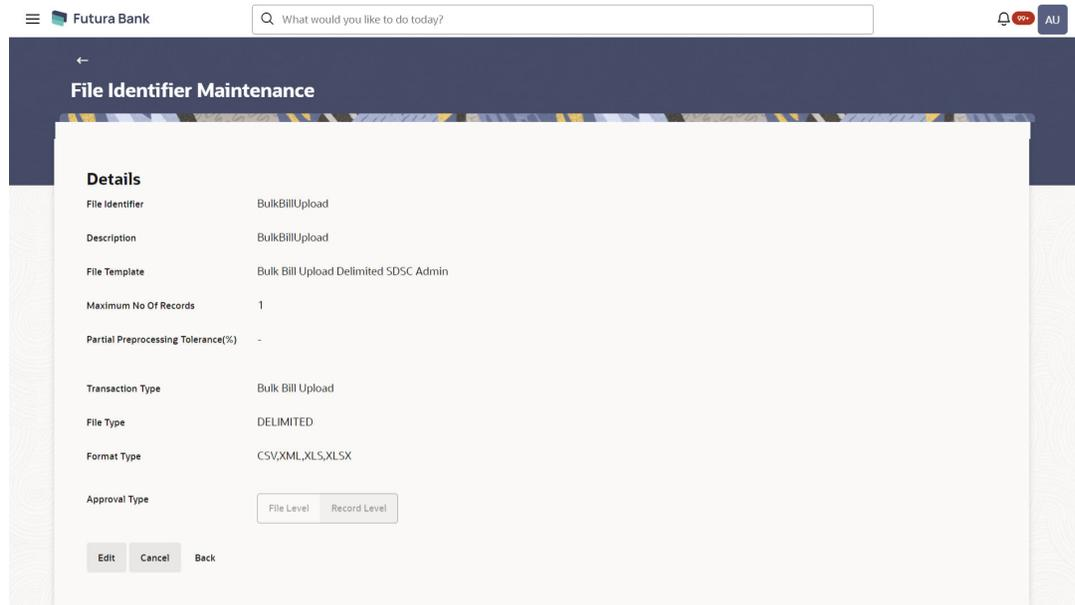 Futura Bank
What would you like to do today?
99+
AU
File Identifier Maintenance
Details
File Identifier BulkBillUpload
Description BulkBillUpload
File Template Bulk Bill Upload Delimited SDSC Admin
Maximum No Of Records 1
Partial Preprocessing Tolerance(%) -
Transaction Type Bulk Bill Upload
File Type DELIMITED
Format Type CSV,XML,XLS,XLSX
Approval Type File Level Record Level
Edit Cancel Back